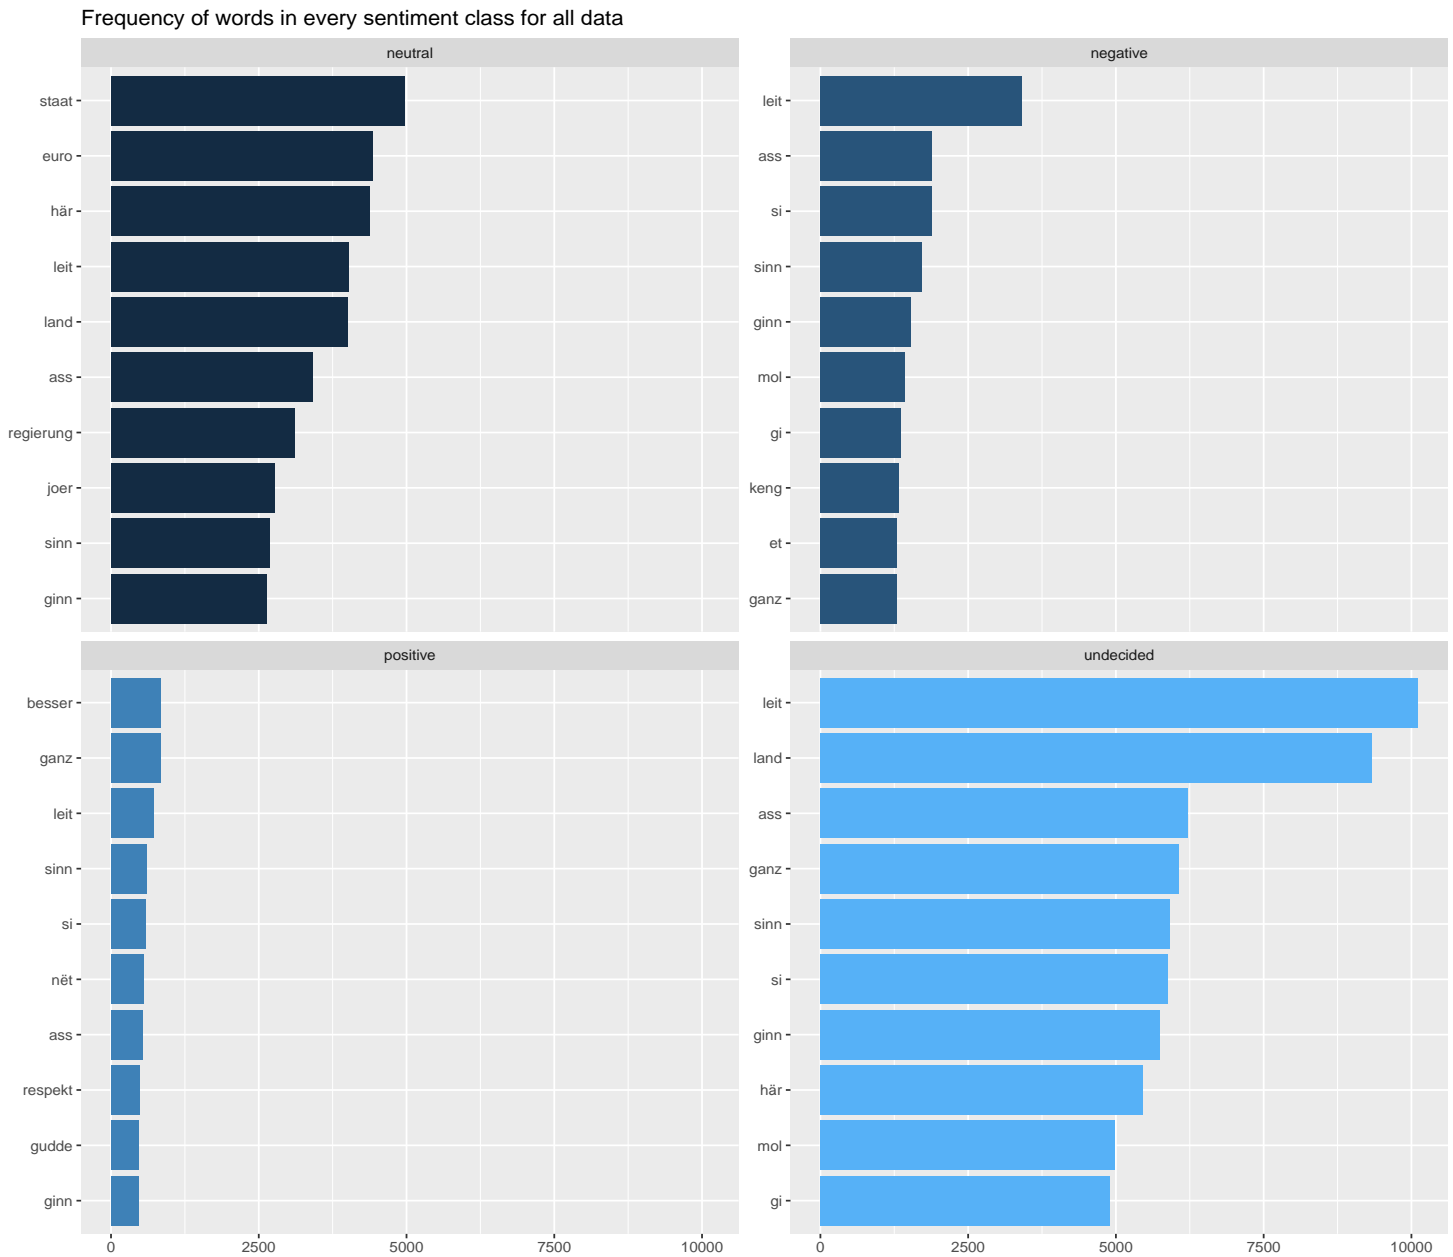 Frequency of words in every sentiment class for all data
neutral
staat
euro
här
leit
land
ass
regierung
joer
sinn
ginn
negative
leit
ass
si
sinn
ginn
mol
gi
keng
et
ganz
positive
besser
ganz
leit
sinn
si
nët
ass
respekt
gudde
ginn
0 2500 5000 7500 10000
undecided
leit
land
ass
ganz
sinn
si
ginn
här
mol
gi
0 2500 5000 7500 10000